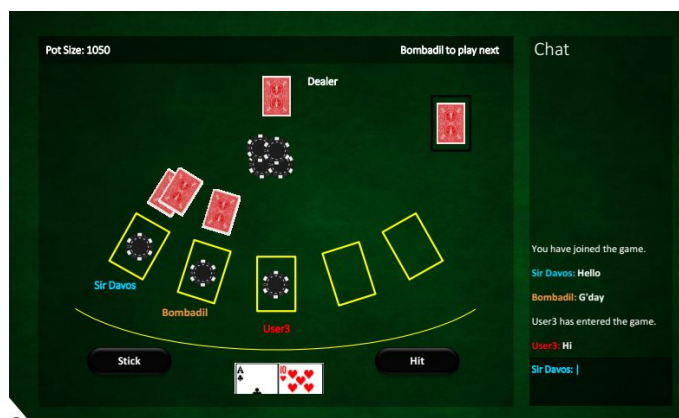 Pot Size: 1050
Bombadil to play next
Chat
Dealer
You have joined the game.
Sir Davos: Hello
Bombadil: G'day
User3 has entered the game.
User3: Hi
Sir Davos: |
Sir Davos
Bombadil
User3
Stick
Hit
A
10